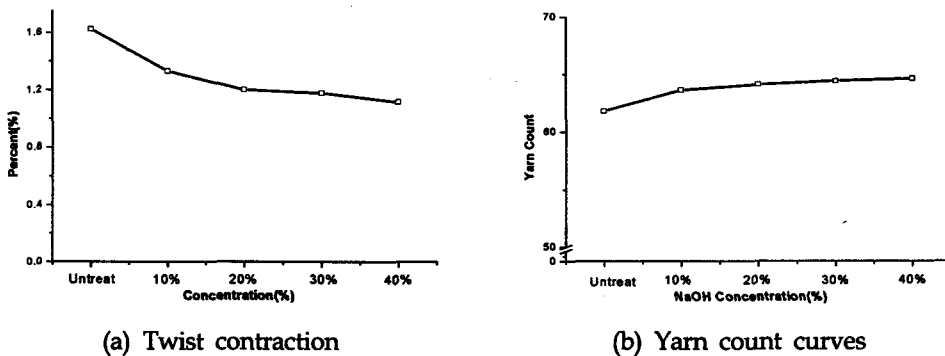 1.6
1.2
0.8
0.4
0.0
Percent(%)
Untreat 10% 20% 30% 40%
Concentration(%)
(a) Twist contraction
70
60
50
0
Yarn Count
Untreat 10% 20% 30% 40%
NaOH Concentration(%)
(b) Yarn count curves